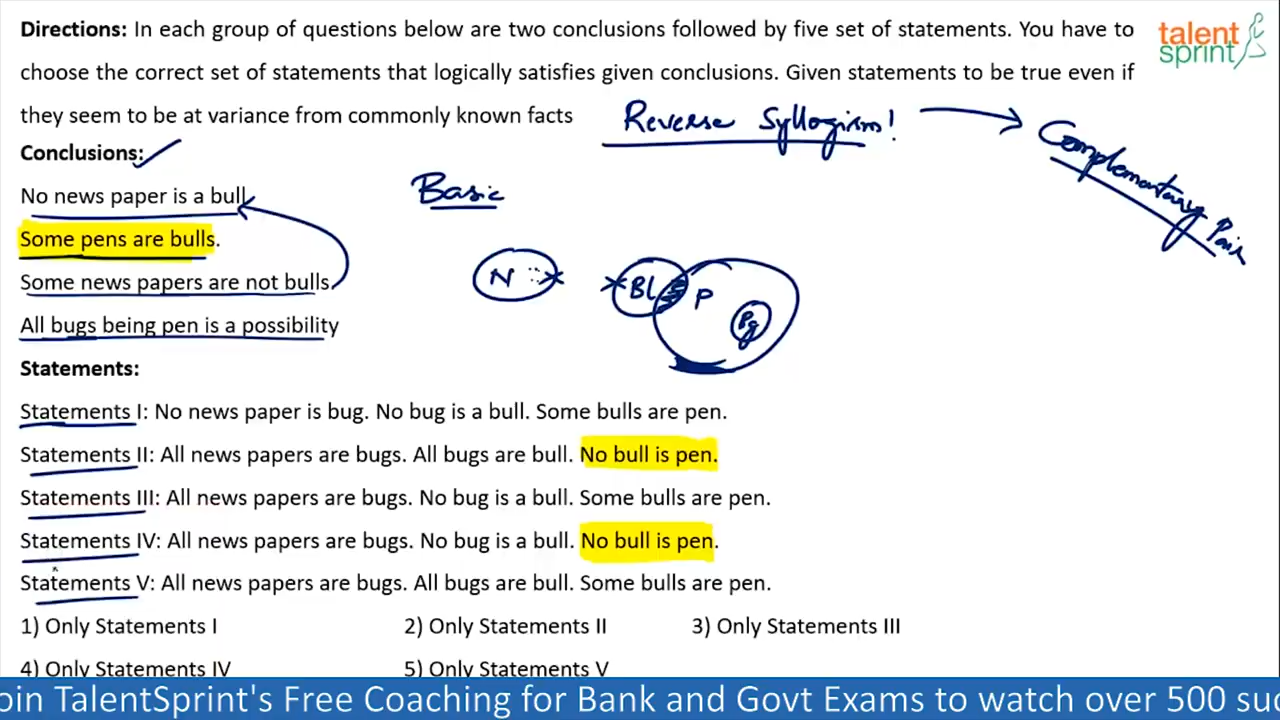 Directions: In each group of questions below are two conclusions followed by five set of statements. You have to
choose the correct set of statements that logically satisfies given conclusions. Given statements to be true even if
they seem to be at variance from commonly known facts
talent
sprint
Reverse Syllogism!
Complementary Pair
Conclusions:
No news paper is a bull
Basic
Some pens are bulls.
Some news papers are not bulls
N
Bl
P
Bg
All bugs being pen is a possibility
Statements:
Statements I: No news paper is bug. No bug is a bull. Some bulls are pen.
Statements II: All news papers are bugs. All bugs are bull. No bull is pen.
Statements III: All news papers are bugs. No bug is a bull. Some bulls are pen.
Statements IV: All news papers are bugs. No bug is a bull. No bull is pen.
Statements V: All news papers are bugs. All bugs are bull. Some bulls are pen.
1) Only Statements I 2) Only Statements II 3) Only Statements III
4) Only Statements IV 5) Only Statements V
oin TalentSprint's Free Coaching for Bank and Govt Exams to watch over 500 suc